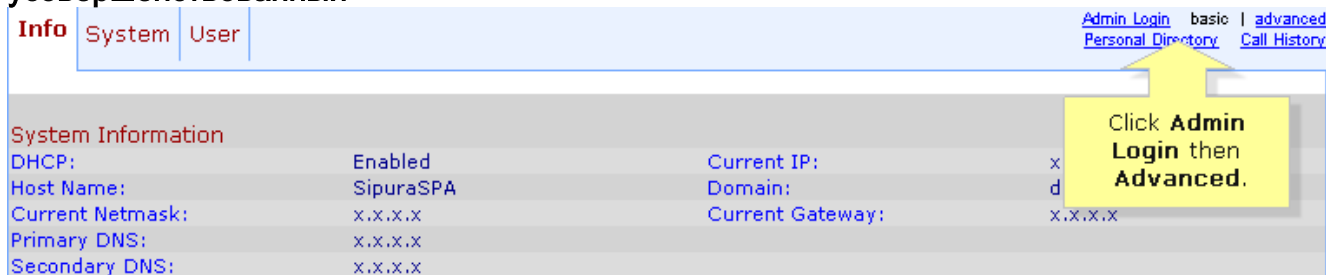 усовершенствованный
Info System User
Admin Login basic | advanced
Personal Directory Call History
Click Admin
Login then
Advanced.
System Information
DHCP: Enabled Current IP: x
Host Name: SipuraSPA Domain: d
Current Netmask: x.x.x.x Current Gateway: x.x.x.x
Primary DNS: x.x.x.x
Secondary DNS: x.x.x.x